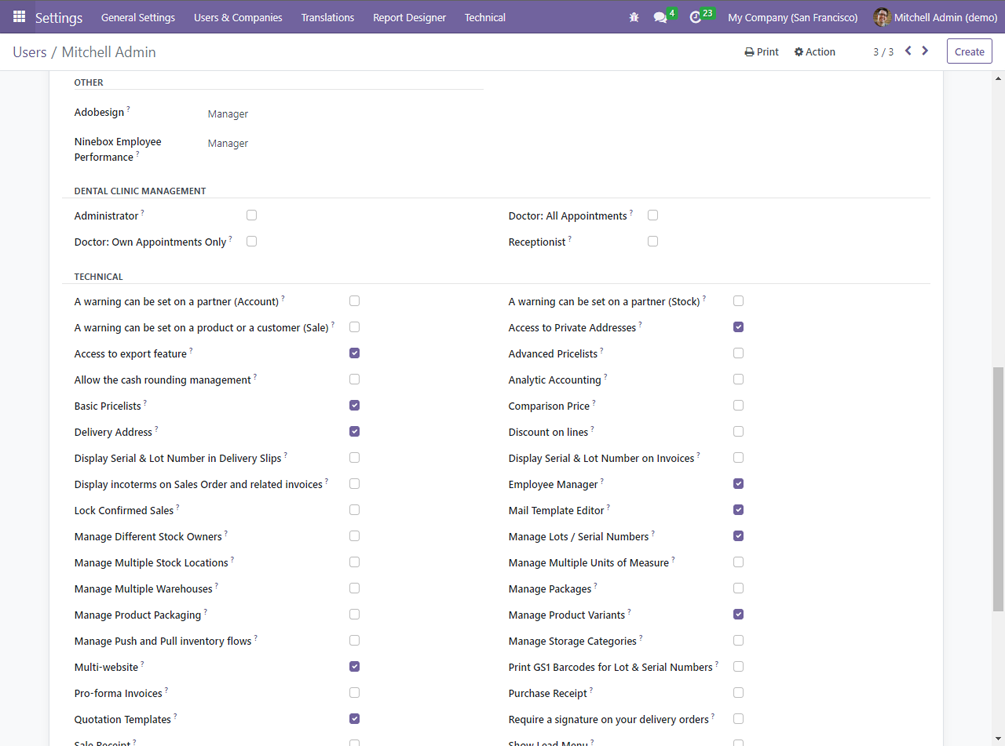 Settings General Settings Users & Companies Translations Report Designer Technical 4 23 My Company (San Francisco) Mitchell Admin (demo)
Users / Mitchell Admin Print Action 3 / 3 Create
OTHER
Adobesign ? Manager
Ninebox Employee Performance ? Manager
DENTAL CLINIC MANAGEMENT
Administrator ? Doctor: All Appointments ?
Doctor: Own Appointments Only ? Receptionist ?
TECHNICAL
A warning can be set on a partner (Account) ? A warning can be set on a partner (Stock) ?
A warning can be set on a product or a customer (Sale) ? Access to Private Addresses ?
Access to export feature ? Advanced Pricelists ?
Allow the cash rounding management ? Analytic Accounting ?
Basic Pricelists ? Comparison Price ?
Delivery Address ? Discount on lines ?
Display Serial & Lot Number in Delivery Slips ? Display Serial & Lot Number on Invoices ?
Display incoterms on Sales Order and related invoices ? Employee Manager ?
Lock Confirmed Sales ? Mail Template Editor ?
Manage Different Stock Owners ? Manage Lots / Serial Numbers ?
Manage Multiple Stock Locations ? Manage Multiple Units of Measure ?
Manage Multiple Warehouses ? Manage Packages ?
Manage Product Packaging ? Manage Product Variants ?
Manage Push and Pull inventory flows ? Manage Storage Categories ?
Multi-website ? Print GS1 Barcodes for Lot & Serial Numbers ?
Pro-forma Invoices ? Purchase Receipt ?
Quotation Templates ? Require a signature on your delivery orders ?
Sale Receipt ? Show Lead Menu ?